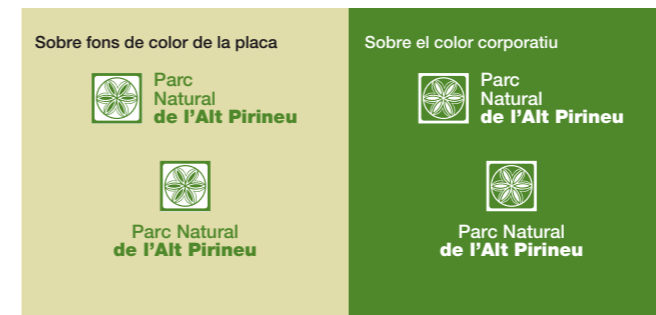 Sobre fons de color de la placa
Parc
Natural
de l'Alt Pirineu
Parc Natural
de l'Alt Pirineu
Sobre el color corporatiu
Parc
Natural
de l'Alt Pirineu
Parc Natural
de l'Alt Pirineu